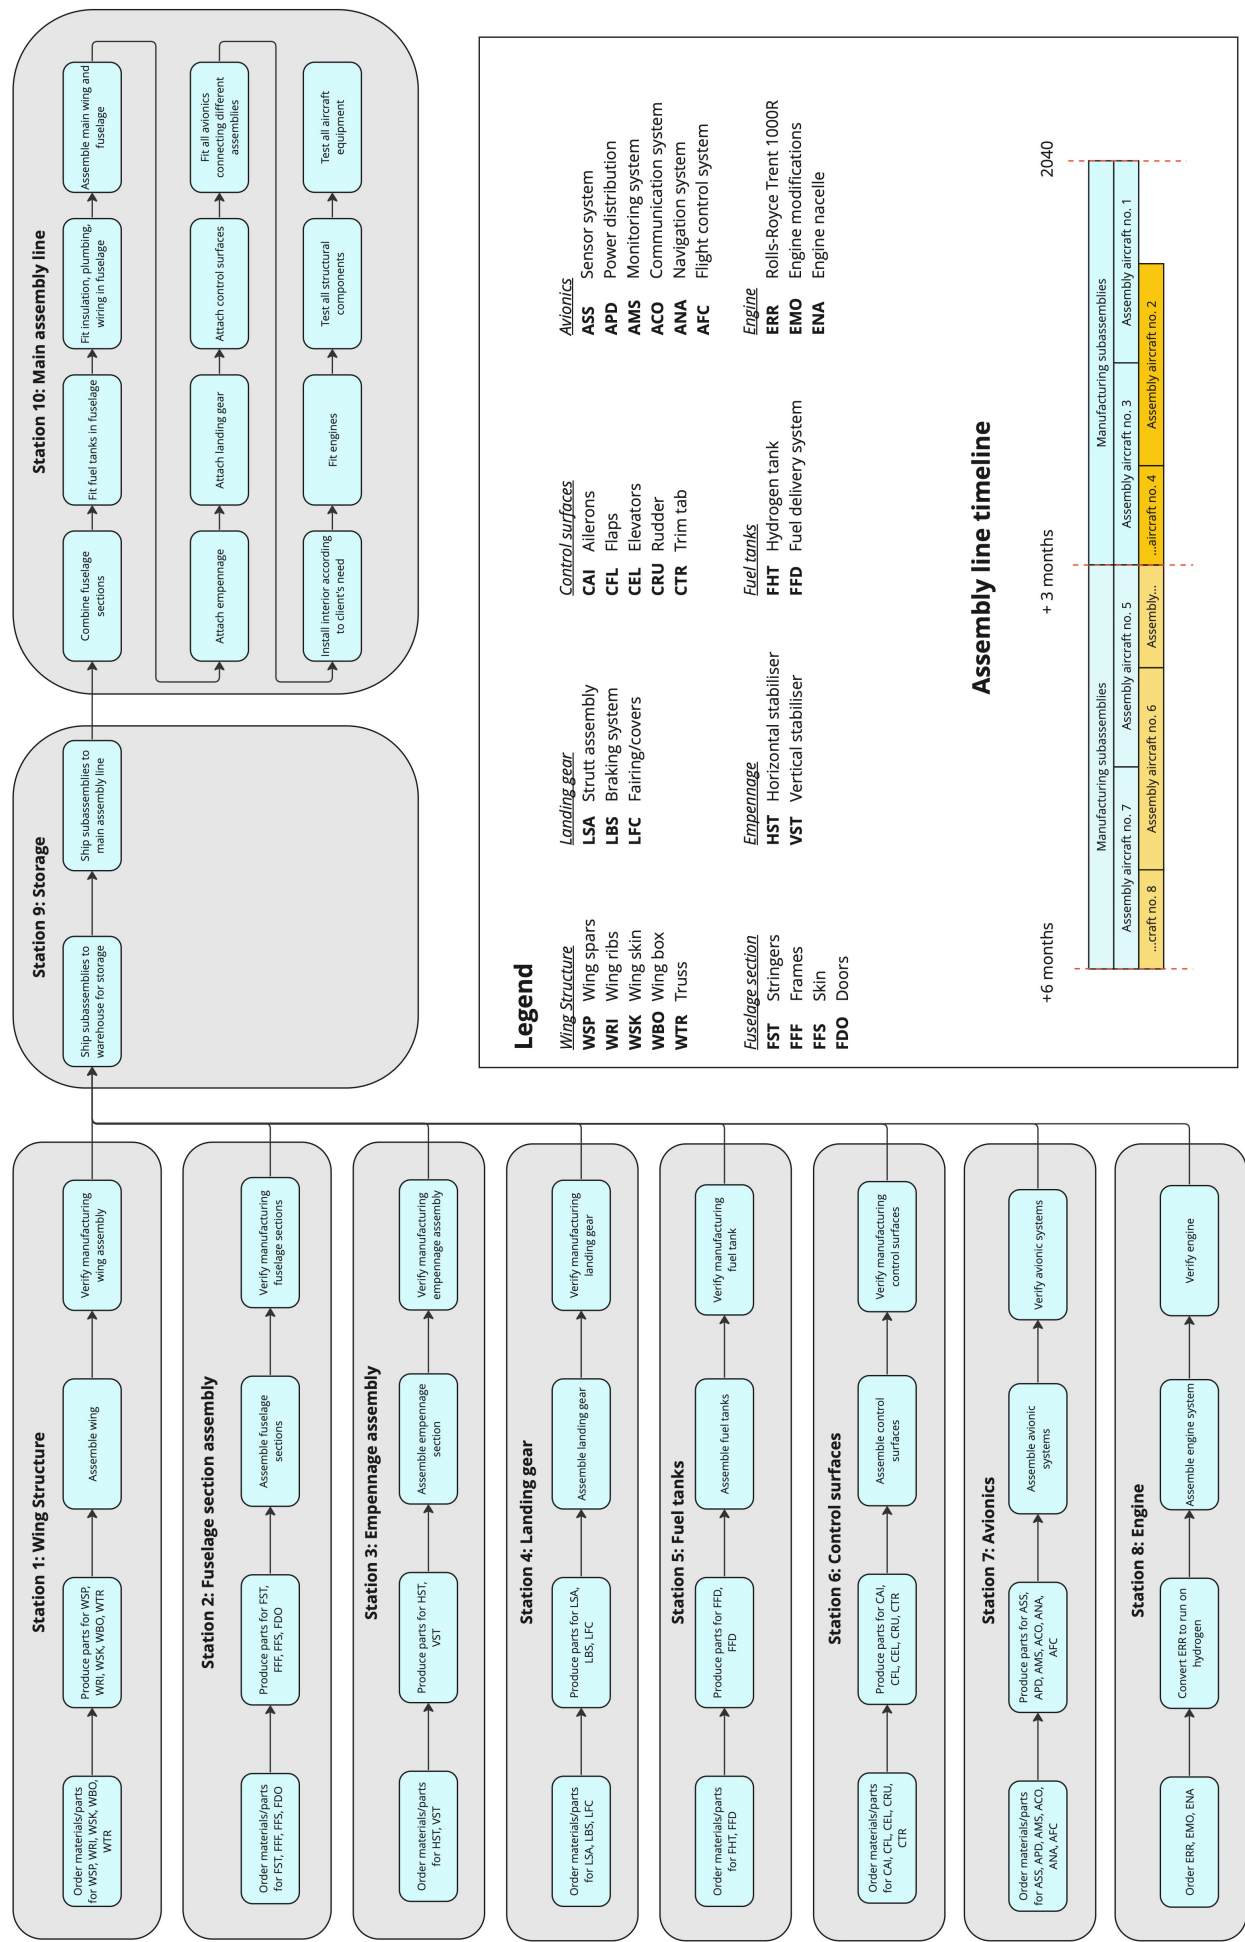 Station 1: Wing Structure
Order materials/parts
for WSP, WRI, WSK, WBO,
WTR
Produce parts for WSP,
WRI, WSK, WBO, WTR
Assemble wing
Verify manufacturing
wing assembly
Station 2: Fuselage section assembly
Order materials/parts
for FST, FFF, FFS, FDO
Produce parts for FST,
FFF, FFS, FDO
Assemble fuselage
sections
Verify manufacturing
fuselage sections
Station 3: Empennage assembly
Order materials/parts
for HST, VST
Produce parts for HST,
VST
Assemble empennage
section
Verify manufacturing
empennage assembly
Station 4: Landing gear
Order materials/parts
for LSA, LBS, LFC
Produce parts for LSA,
LBS, LFC
Assemble landing gear
Verify manufacturing
landing gear
Station 5: Fuel tanks
Order materials/parts
for FHT, FFD
Produce parts for FFD,
FFD
Assemble fuel tanks
Verify manufacturing
fuel tank
Station 6: Control surfaces
Order materials/parts
for CAI, CFL, CEL, CRU,
CTR
Produce parts for CAI,
CFL, CEL, CRU, CTR
Assemble control
surfaces
Verify manufacturing
control surfaces
Station 7: Avionics
Order materials/parts
for ASS, APD, AMS, ACO,
ANA, AFC
Produce parts for ASS,
APD, AMS, ACO, ANA,
AFC
Assemble avionic
systems
Verify avionic systems
Station 8: Engine
Order ERR, EMO, ENA
Convert ERR to run on
hydrogen
Assemble engine system
Verify engine
Station 9: Storage
Ship subassemblies to
warehouse for storage
Ship subassemblies to
main assembly line
Station 10: Main assembly line
Combine fuselage
sections
Fit fuel tanks in fuselage
Fit insulation, plumbing,
wiring in fuselage
Assemble main wing and
fuselage
Attach empennage
Attach landing gear
Attach control surfaces
Fit all avionics
connecting different
assemblies
Install interior according
to client's need
Fit engines
Test all structural
components
Test all aircraft
equipment
Legend
Wing Structure
WSP Wing spars
WRI Wing ribs
WSK Wing skin
WBO Wing box
WTR Truss
Landing gear
LSA Strutt assembly
LBS Braking system
LFC Fairing/covers
Control surfaces
CAI Ailerons
CFL Flaps
CEL Elevators
CRU Rudder
CTR Trim tab
Avionics
ASS Sensor system
APD Power distribution
AMS Monitoring system
ACO Communication system
ANA Navigation system
AFC Flight control system
Fuselage section
FST Stringers
FFF Frames
FFS Skin
FDO Doors
Empennage
HST Horizontal stabiliser
VST Vertical stabiliser
Fuel tanks
FHT Hydrogen tank
FFD Fuel delivery system
Engine
ERR Rolls-Royce Trent 1000R
EMO Engine modifications
ENA Engine nacelle
Assembly line timeline
+6 months
+ 3 months
2040
Manufacturing subassemblies
Manufacturing subassemblies
Assembly aircraft no. 7
Assembly aircraft no. 5
Assembly aircraft no. 3
Assembly aircraft no. 1
...craft no. 8
Assembly aircraft no. 6
Assembly...
...aircraft no. 4
Assembly aircraft no. 2